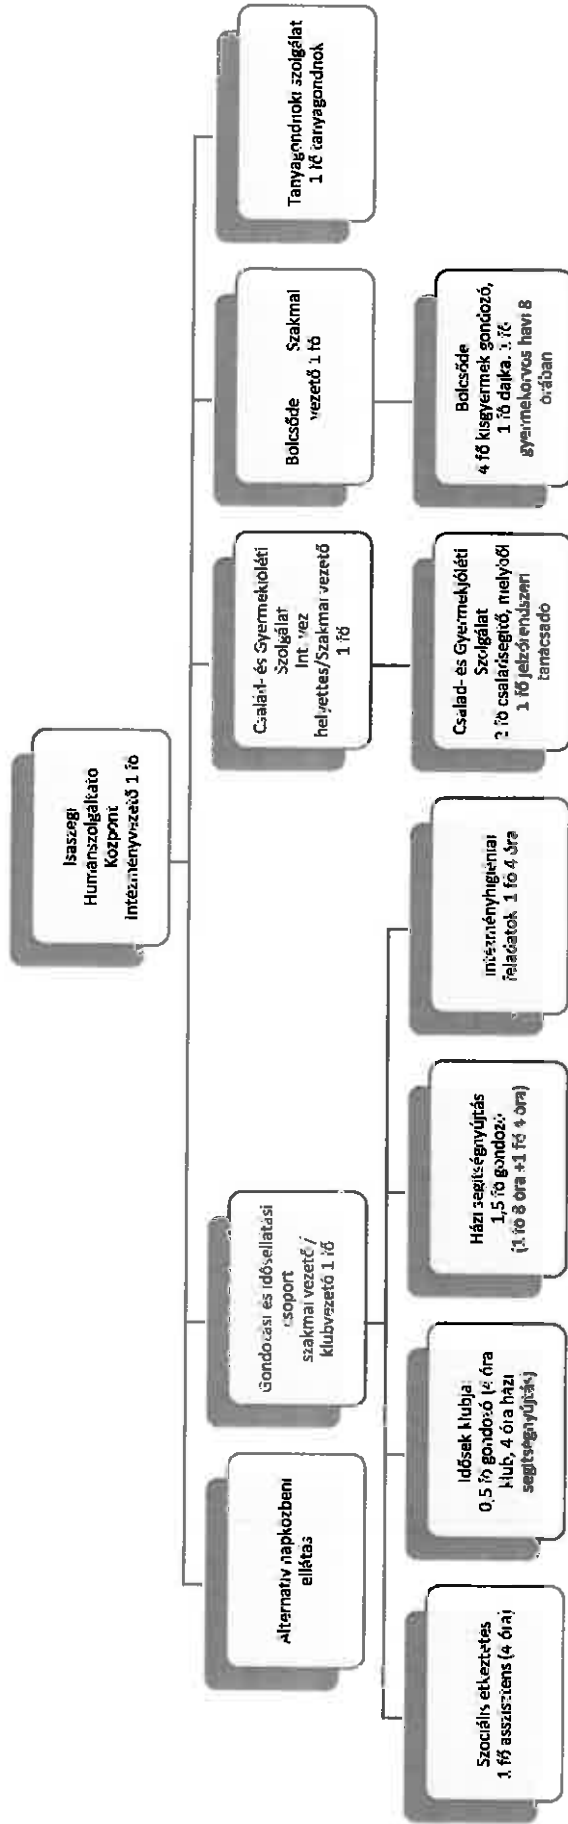 Isaszegi
Humánszolgáltató
Központ
intézményvezető 1 fő
Alternatív napközbeni
ellátás
Gondozási és idősellátási
csoport
szakmai vezető /
klubvezető 1 fő
Család- és Gyermekjóléti
Szolgálat
Int. vez
helyettes/Szakmai vezető
1 fő
Bölcsőde Szakmai
vezető 1 fő
Tanyagondnoki szolgálat
1 fő tanyagondnok
Szociális étkeztetés
1 fő asszisztens (4 óra)
Idősek klubja:
0,5 fő gondozó (4 óra
klub, 4 óra házi
segítségnyújtás)
Házi segítségnyújtás
1,5 fő gondozó
(1 fő 8 óra +1 fő 4 óra)
intézményhigiéniai
feladatok 1 fő 4 óra
Család- és Gyermekjóléti
Szolgálat
2 fő családsegítő, melyből
1 fő jelzőrendszeri
tanácsadó
Bölcsőde
4 fő kisgyermek gondozó,
1 fő dajka, 1 fő
gyermekorvos havi 8
órában